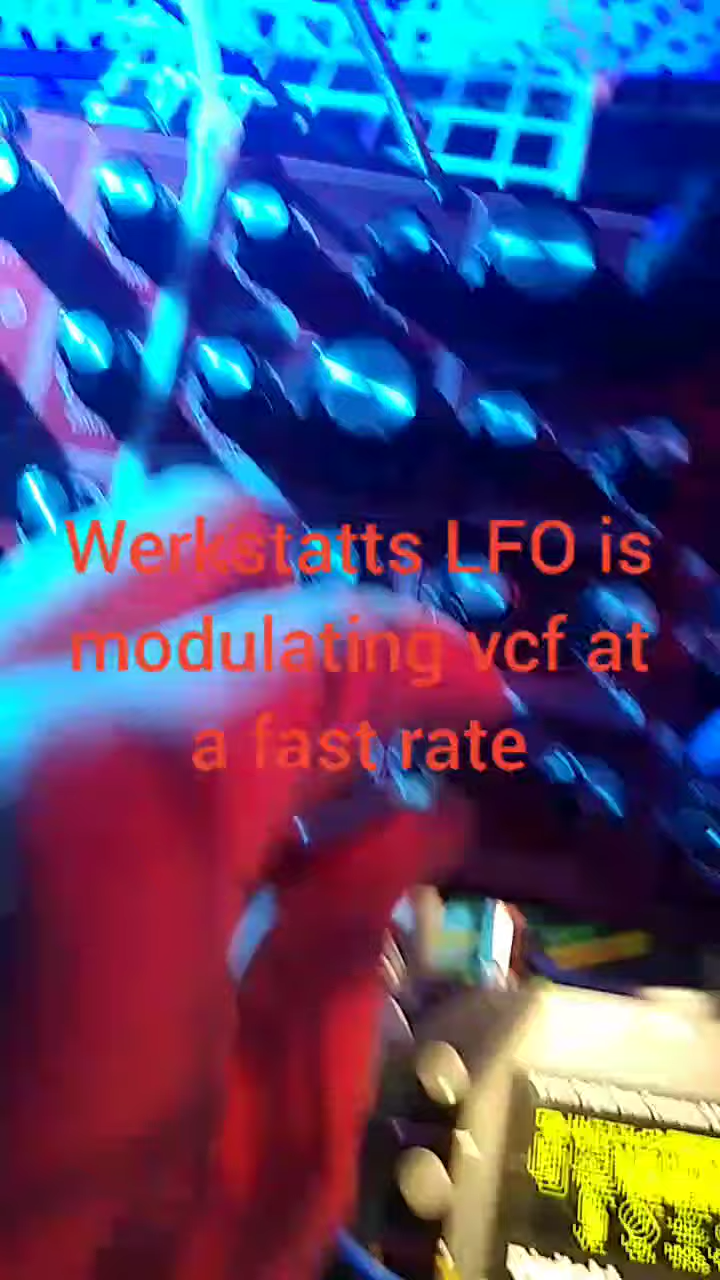 Werkstatts LFO is
modulating vcf at
a fast rate